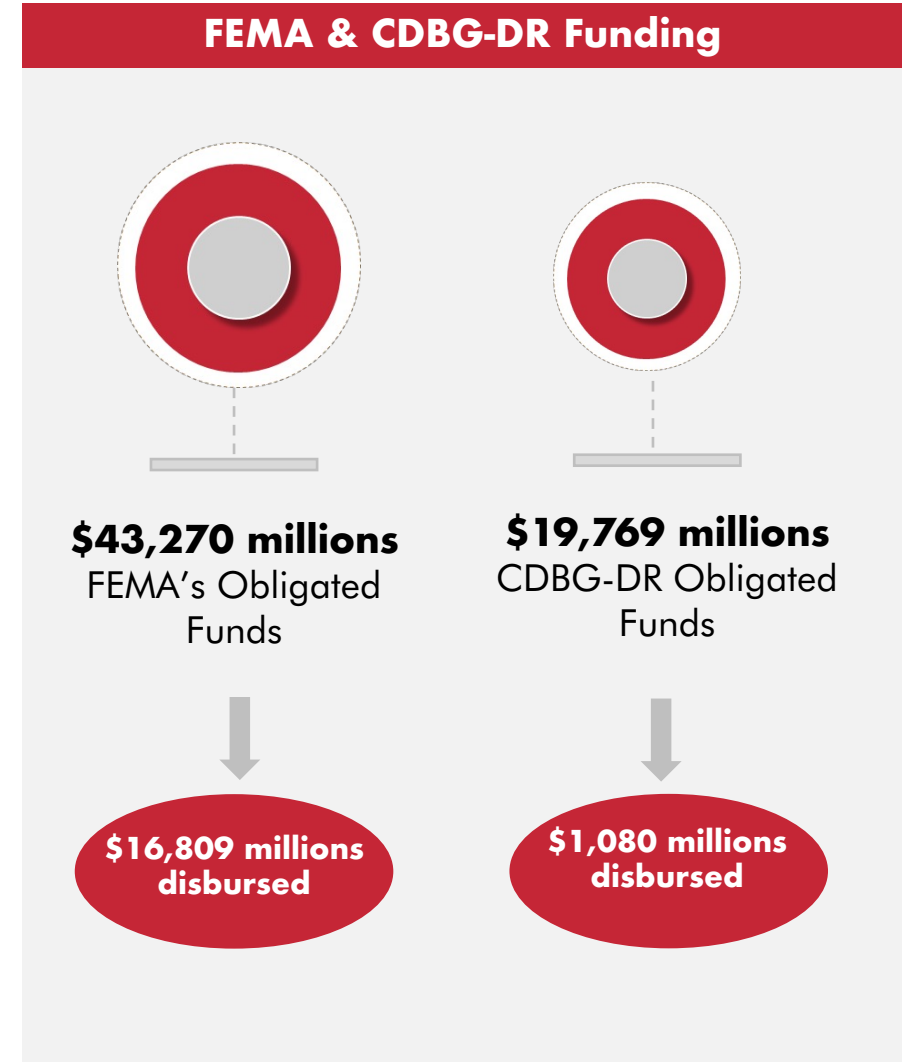 FEMA & CDBG-DR Funding
$43,270 millions
FEMA’s Obligated
Funds
$19,769 millions
CDBG-DR Obligated
Funds
$16,809 millions
disbursed
$1,080 millions
disbursed